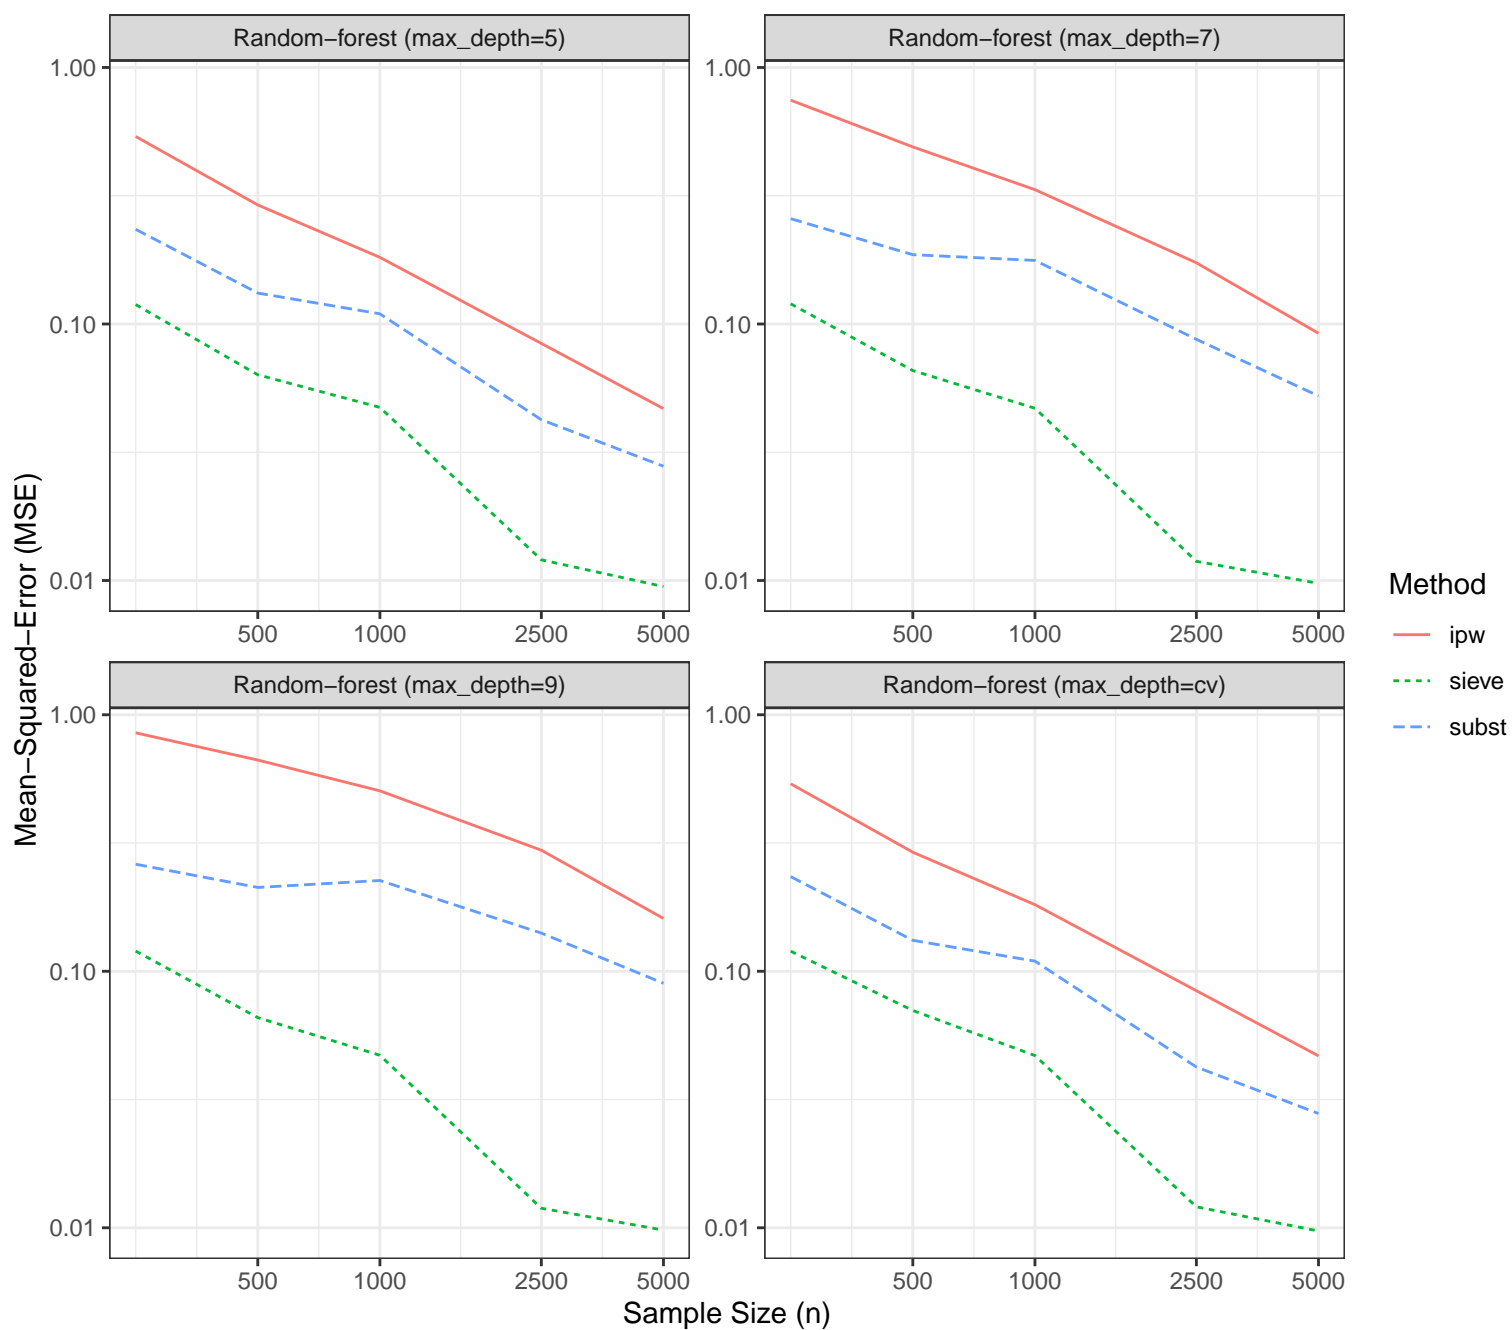 Random−forest (max_depth=5)
Random−forest (max_depth=7)
1.00
0.10
0.01
500 1000 2500 5000
1.00
0.10
0.01
500 1000 2500 5000
Random−forest (max_depth=9)
Random−forest (max_depth=cv)
1.00
0.10
0.01
500 1000 2500 5000
1.00
0.10
0.01
500 1000 2500 5000
Mean−Squared−Error (MSE)
Sample Size (n)
Method
ipw
sieve
subst